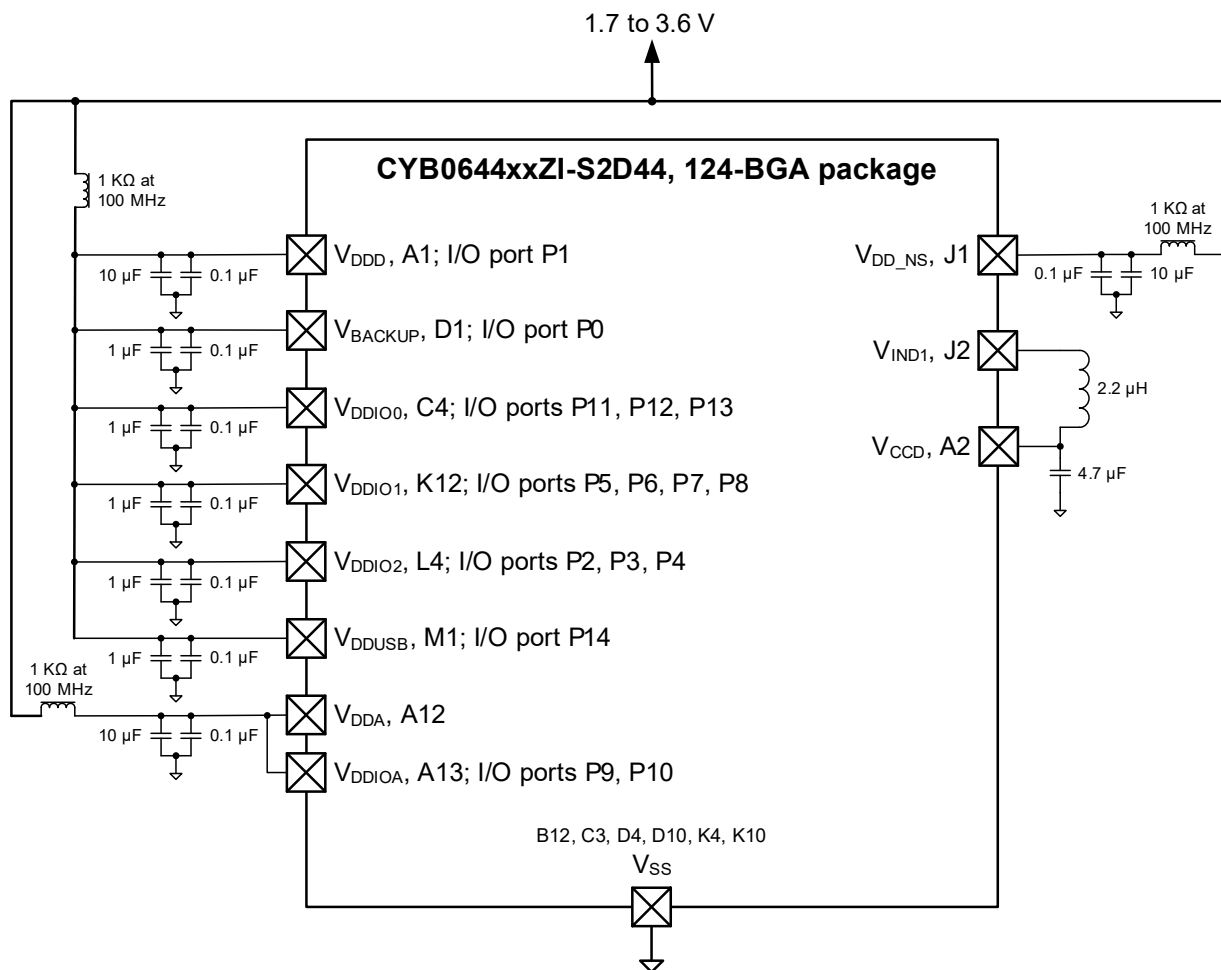 1.7 to 3.6 V
CYB0644xxZI-S2D44, 124-BGA package
1 KΩ at
100 MHz
VDDD, A1; I/O port P1
10 µF
0.1 µF
VBACKUP, D1; I/O port P0
1 µF
0.1 µF
VDDIO0, C4; I/O ports P11, P12, P13
1 µF
0.1 µF
VDDIO1, K12; I/O ports P5, P6, P7, P8
1 µF
0.1 µF
VDDIO2, L4; I/O ports P2, P3, P4
1 µF
0.1 µF
VDDUSB, M1; I/O port P14
1 µF
0.1 µF
1 KΩ at
100 MHz
VDDA, A12
10 µF
0.1 µF
VDDIOA, A13; I/O ports P9, P10
1 KΩ at
100 MHz
VDD_NS, J1
0.1 µF
10 µF
VIND1, J2
2.2 µH
VCCD, A2
4.7 µF
B12, C3, D4, D10, K4, K10
VSS